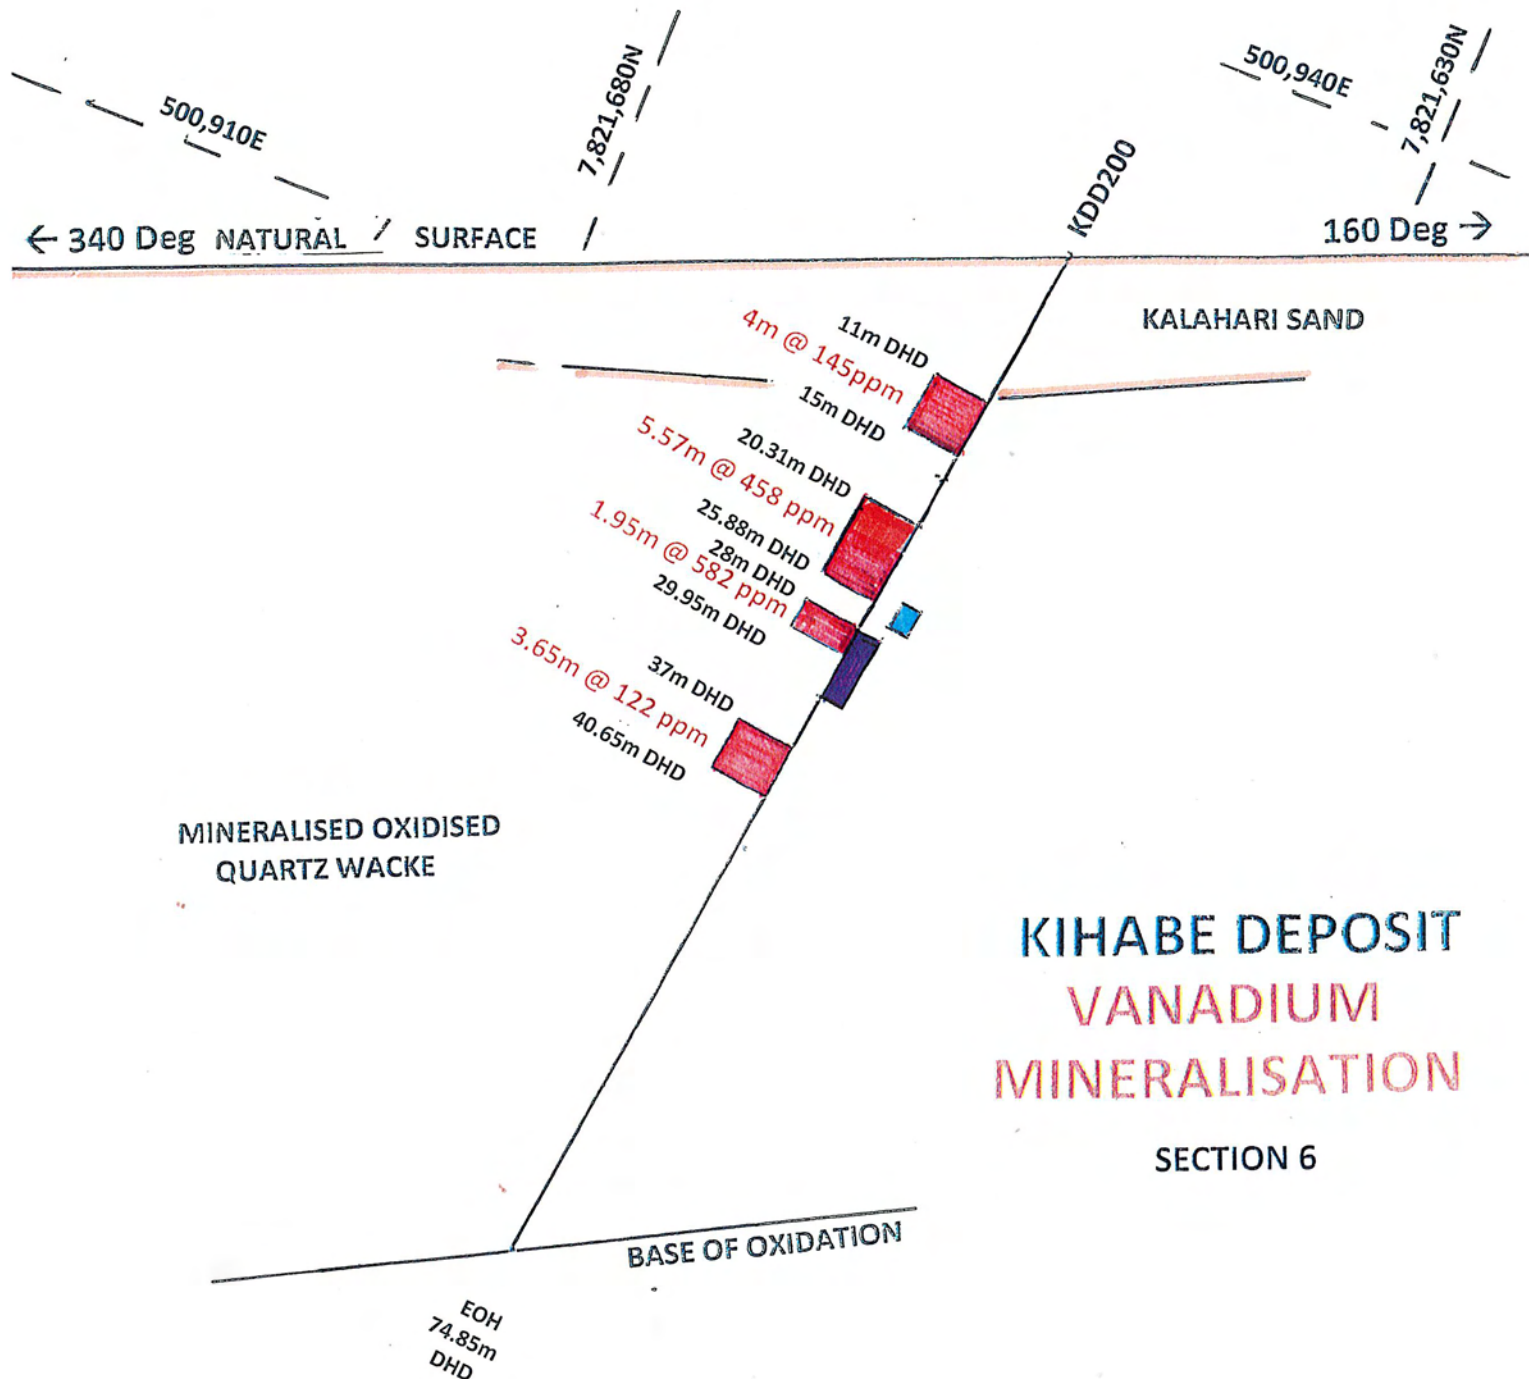 500,910E
7,821,680N
500,940E
7,821,630N
KDD200
← 340 Deg NATURAL SURFACE
160 Deg →
KALAHARI SAND
11m DHD
4m @ 145ppm
15m DHD
20.31m DHD
5.57m @ 458 ppm
25.88m DHD
28m DHD
1.95m @ 582 ppm
29.95m DHD
37m DHD
3.65m @ 122 ppm
40.65m DHD
MINERALISED OXIDISED
QUARTZ WACKE
KIHABE DEPOSIT
VANADIUM
MINERALISATION
SECTION 6
BASE OF OXIDATION
EOH
74.85m
DHD